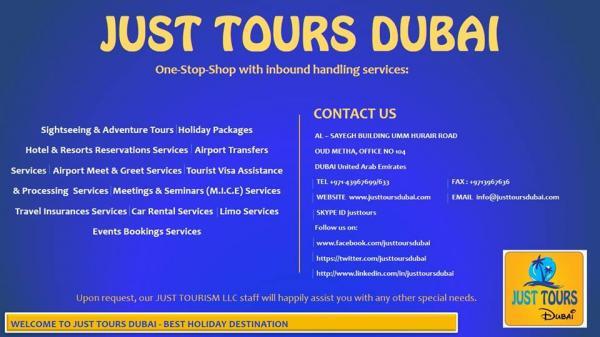 JUST TOURS DUBAI
One-Stop-Shop with inbound handling services:
Sightseeing & Adventure Tours|Holiday Packages
Hotel & Resorts Reservations Services | Airport Transfers
Services | Airport Meet & Greet Services|Tourist Visa Assistance
& Processing Services|Meetings & Seminars (M.I.C.E) Services
Travel Insurances Services|Car Rental Services |Limo Services
Events Bookings Services
CONTACT US
AL – SAYEGH BUILDING UMM HURAIR ROAD
OUD METHA, OFFICE NO 104
DUBAI United Arab Emirates
TEL +971-43967699/633 FAX : +9713967636
WEBSITE www.justtoursdubai.com EMAIL info@justtoursdubai.com
SKYPE ID justtours
Follow us on:
www.facebook.com/justtoursdubai
https://twitter.com/justtoursdubai
http://www.linkedin.com/in/justtoursdubai
JUST TOURS
DUBAI
Upon request, our JUST TOURISM LLC staff will happily assist you with any other special needs.
WELCOME TO JUST TOURS DUBAI - BEST HOLIDAY DESTINATION